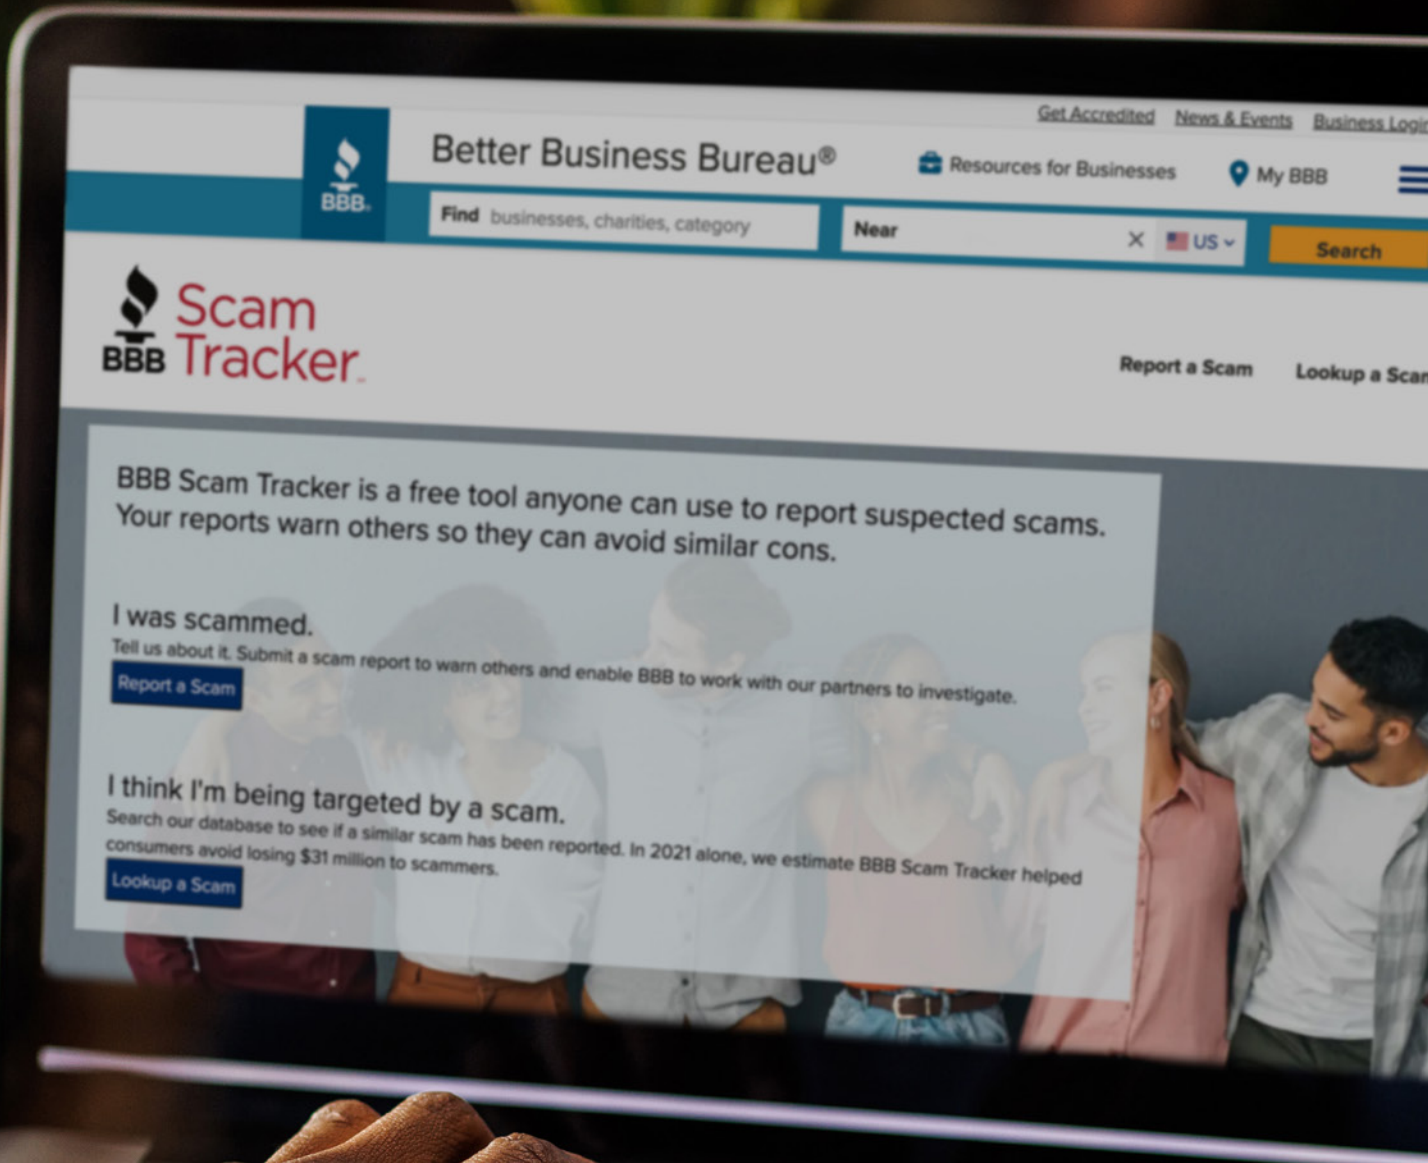 Get Accredited News & Events Business Login
Better Business Bureau® Resources for Businesses My BBB
BBB®
Find businesses, charities, category Near × US Search
BBB Scam
Tracker™
Report a Scam Lookup a Scam
BBB Scam Tracker is a free tool anyone can use to report suspected scams.
Your reports warn others so they can avoid similar cons.
I was scammed.
Tell us about it. Submit a scam report to warn others and enable BBB to work with our partners to investigate.
Report a Scam
I think I'm being targeted by a scam.
Search our database to see if a similar scam has been reported. In 2021 alone, we estimate BBB Scam Tracker helped
consumers avoid losing $31 million to scammers.
Lookup a Scam